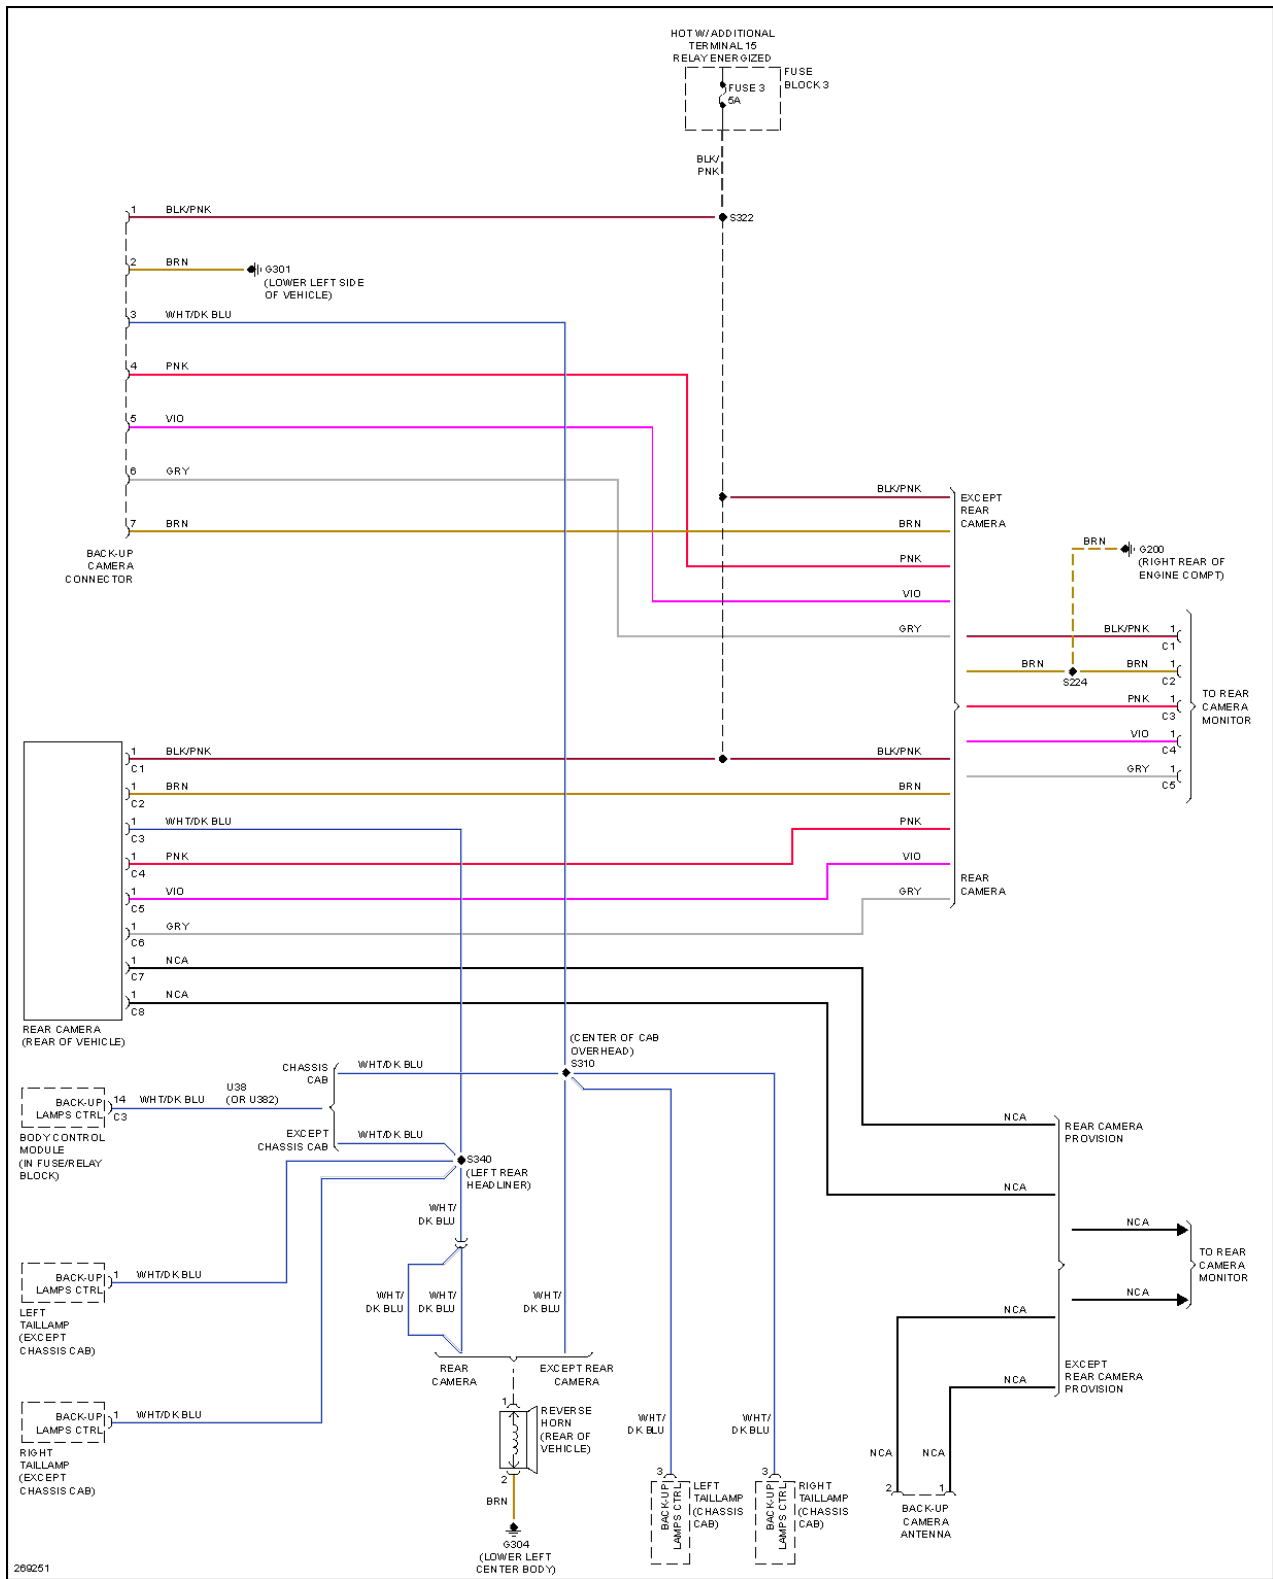 HOT W/ ADDITIONAL
TERMINAL 15
RELAY ENERGIZED
FUSE
BLOCK 3
FUSE 3
5A
BLK/
PNK
1 BLK/PNK
S322
2 BRN
G301
(LOWER LEFT SIDE
OF VEHICLE)
3 WHT/DK BLU
4 PNK
5 VIO
6 GRY
7 BRN
BACK-UP
CAMERA
CONNECTOR
BLK/PNK
EXCEPT
REAR
CAMERA
BRN
PNK
VIO
GRY
BRN
G200
(RIGHT REAR OF
ENGINE COMPT)
BLK/PNK 1
C1
BRN
S224
BRN 1
C2
PNK 1
C3
VIO 1
C4
GRY 1
C5
TO REAR
CAMERA
MONITOR
1 BLK/PNK
C1
BLK/PNK
1 BRN
C2
BRN
1 WHT/DK BLU
C3
PNK
1 PNK
C4
VIO
1 VIO
C5
GRY
REAR
CAMERA
1 GRY
C6
1 NCA
C7
1 NCA
C8
REAR CAMERA
(REAR OF VEHICLE)
(CENTER OF CAB
OVERHEAD)
S310
CHASSIS
CAB
WHT/DK BLU
BACK-UP
LAMPS CTRL
14
C3
WHT/DK BLU
U38
(OR U382)
BODY CONTROL
MODULE
(IN FUSE/RELAY
BLOCK)
EXCEPT
CHASSIS CAB
WHT/DK BLU
S340
(LEFT REAR
HEADLINER)
NCA
REAR CAMERA
PROVISION
NCA
WHT/
DK BLU
NCA
TO REAR
CAMERA
MONITOR
NCA
BACK-UP
LAMPS CTRL
1 WHT/DK BLU
LEFT
TAILLAMP
(EXCEPT
CHASSIS CAB)
WHT/
DK BLU
WHT/
DK BLU
WHT/
DK BLU
NCA
EXCEPT
REAR CAMERA
PROVISION
NCA
REAR
CAMERA
EXCEPT REAR
CAMERA
BACK-UP
LAMPS CTRL
1 WHT/DK BLU
RIGHT
TAILLAMP
(EXCEPT
CHASSIS CAB)
1
REVERSE
HORN
(REAR OF
VEHICLE)
2
BRN
G304
(LOWER LEFT
CENTER BODY)
WHT/
DK BLU
WHT/
DK BLU
3
BACK-UP
LAMPS CTRL
LEFT
TAILLAMP
(CHASSIS
CAB)
3
BACK-UP
LAMPS CTRL
RIGHT
TAILLAMP
(CHASSIS
CAB)
NCA
NCA
2
1
BACK-UP
CAMERA
ANTENNA
269251